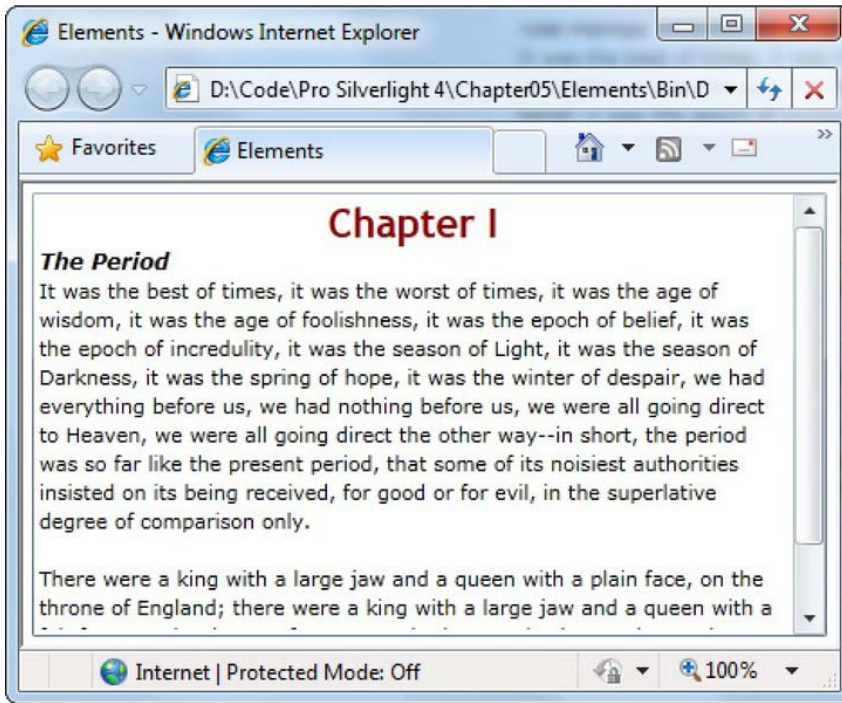 Elements - Windows Internet Explorer
D:\Code\Pro Silverlight 4\Chapter05\Elements\Bin\D
Favorites
Elements
Chapter I
The Period
It was the best of times, it was the worst of times, it was the age of
wisdom, it was the age of foolishness, it was the epoch of belief, it was
the epoch of incredulity, it was the season of Light, it was the season of
Darkness, it was the spring of hope, it was the winter of despair, we had
everything before us, we had nothing before us, we were all going direct
to Heaven, we were all going direct the other way--in short, the period
was so far like the present period, that some of its noisiest authorities
insisted on its being received, for good or for evil, in the superlative
degree of comparison only.
There were a king with a large jaw and a queen with a plain face, on the
throne of England; there were a king with a large jaw and a queen with a
Internet | Protected Mode: Off
100%